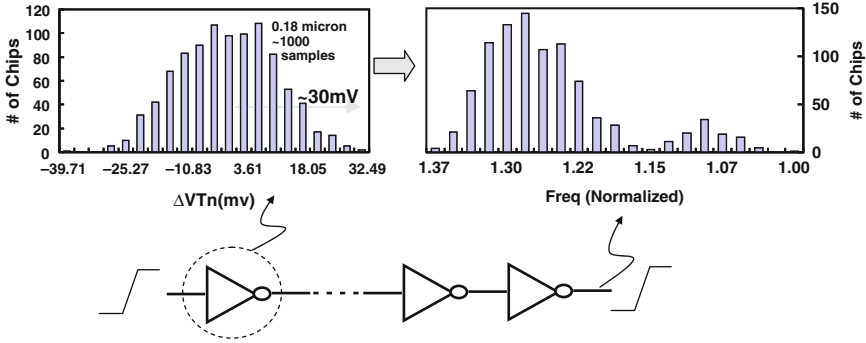 # of Chips
120
100
80
60
40
20
0
0.18 micron
~1000
samples
~30mV
−39.71 −25.27 −10.83 3.61 18.05 32.49
ΔVTn(mv)
150
100
50
0
# of Chips
1.37 1.30 1.22 1.15 1.07 1.00
Freq (Normalized)